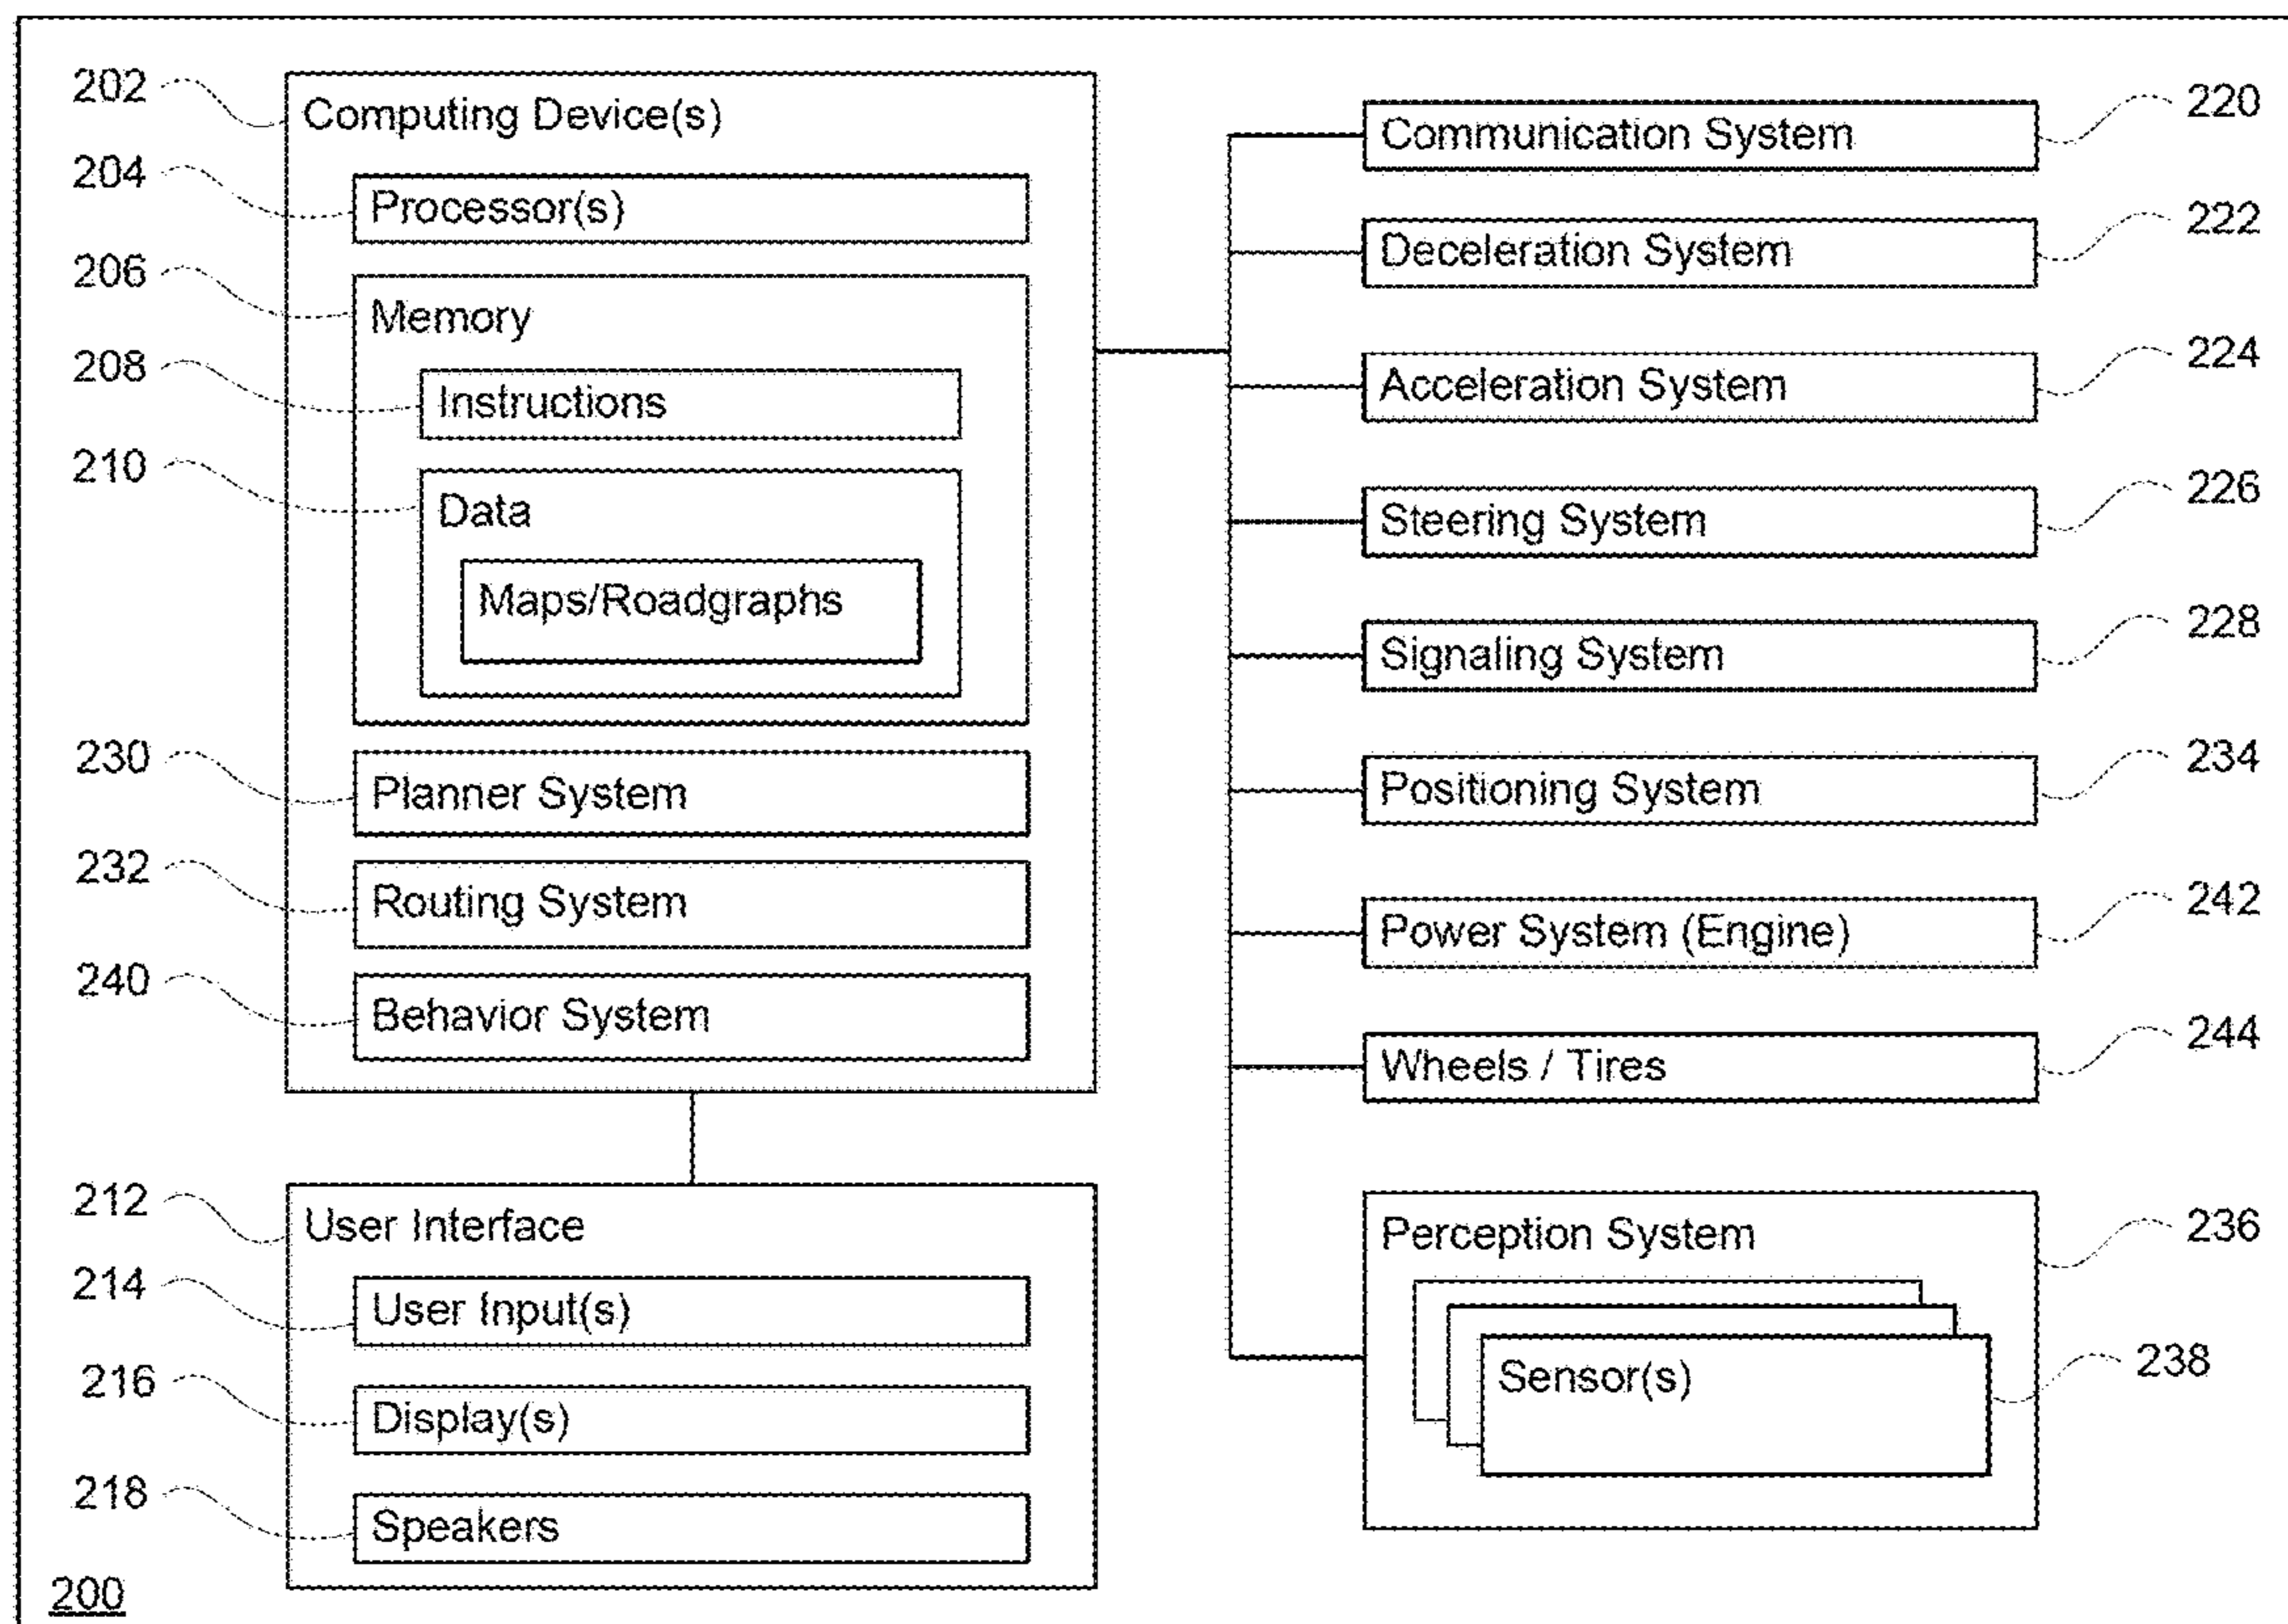 202
Computing Device(s)
204
Processor(s)
206
Memory
208
Instructions
210
Data
Maps/Roadgraphs
230
Planner System
232
Routing System
240
Behavior System
212
User Interface
214
User Input(s)
216
Display(s)
218
Speakers
200
Communication System
220
Deceleration System
222
Acceleration System
224
Steering System
226
Signaling System
228
Positioning System
234
Power System (Engine)
242
Wheels / Tires
244
Perception System
236
Sensor(s)
238